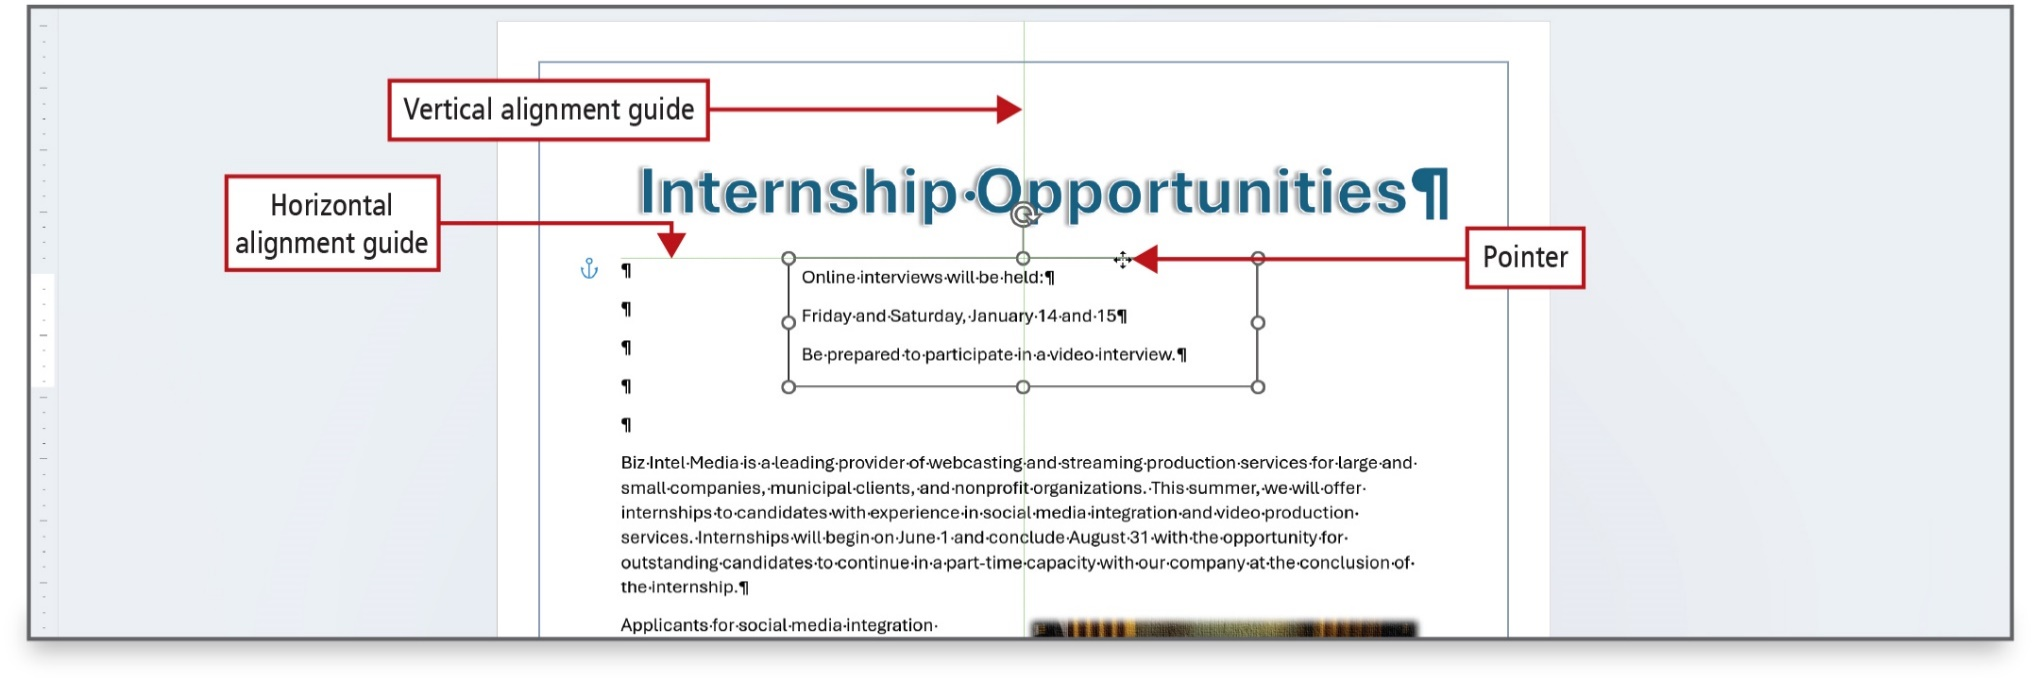 Vertical alignment guide
Internship·Opportunities¶
Horizontal
alignment guide
Pointer
¶
Online·interviews·will·be·held:¶
¶
Friday·and·Saturday,·January·14·and·15¶
¶
Be·prepared·to·participate·in·a·video·interview.¶
¶
¶
Biz·Intel·Media·is·a·leading·provider·of·webcasting·and·streaming·production·services·for·large·and·
small·companies,·municipal·clients,·and·nonprofit·organizations.·This·summer,·we·will·offer·
internships·to·candidates·with·experience·in·social·media·integration·and·video·production·
services.·Internships·will·begin·on·June·1·and·conclude·August·31·with·the·opportunity·for·
outstanding·candidates·to·continue·in·a·part-time·capacity·with·our·company·at·the·conclusion·of·
the·internship.¶
Applicants·for·social·media·integration·